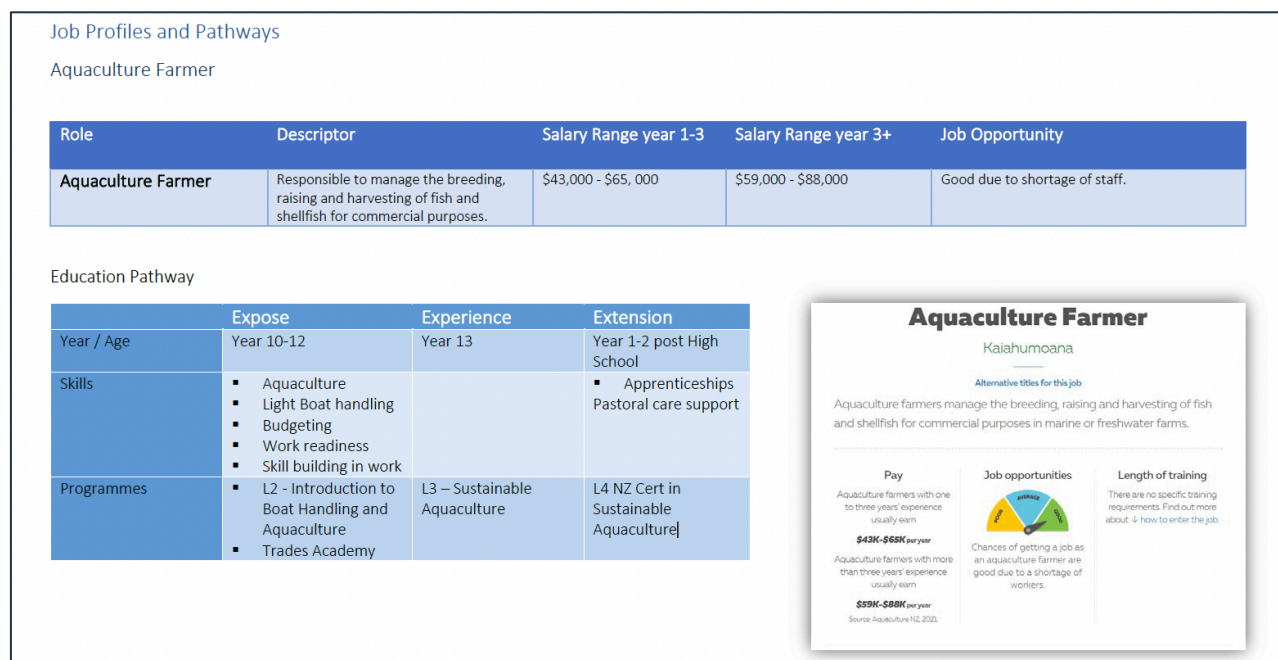 Job Profiles and Pathways
Aquaculture Farmer
Role Descriptor Salary Range year 1-3 Salary Range year 3+ Job Opportunity
Aquaculture Farmer
Responsible to manage the breeding,
raising and harvesting of fish and
shellfish for commercial purposes.
$43,000 - $65, 000
$59,000 - $88,000
Good due to shortage of staff.
Education Pathway
Expose Experience Extension
Year / Age
Year 10-12
Year 13
Year 1-2 post High
School
Skills
▪ Aquaculture
▪ Light Boat handling
▪ Budgeting
▪ Work readiness
▪ Skill building in work
▪ Apprenticeships
Pastoral care support
Programmes
▪ L2 - Introduction to
Boat Handling and
Aquaculture
▪ Trades Academy
L3 – Sustainable
Aquaculture
L4 NZ Cert in
Sustainable
Aquaculture
Aquaculture Farmer
Kaiahumoana
Alternative titles for this job
Aquaculture farmers manage the breeding, raising and harvesting of fish
and shellfish for commercial purposes in marine or freshwater farms.
Pay
Aquaculture farmers with one
to three years' experience
usually earn
$43K-$65K per year
Aquaculture farmers with more
than three years' experience
usually earn
$59K-$88K per year
Source: Aquaculture NZ, 2021.
Job opportunities
POOR
AVERAGE
GOOD
Chances of getting a job as
an aquaculture farmer are
good due to a shortage of
workers.
Length of training
There are no specific training
requirements. Find out more
about ↓ how to enter the job.